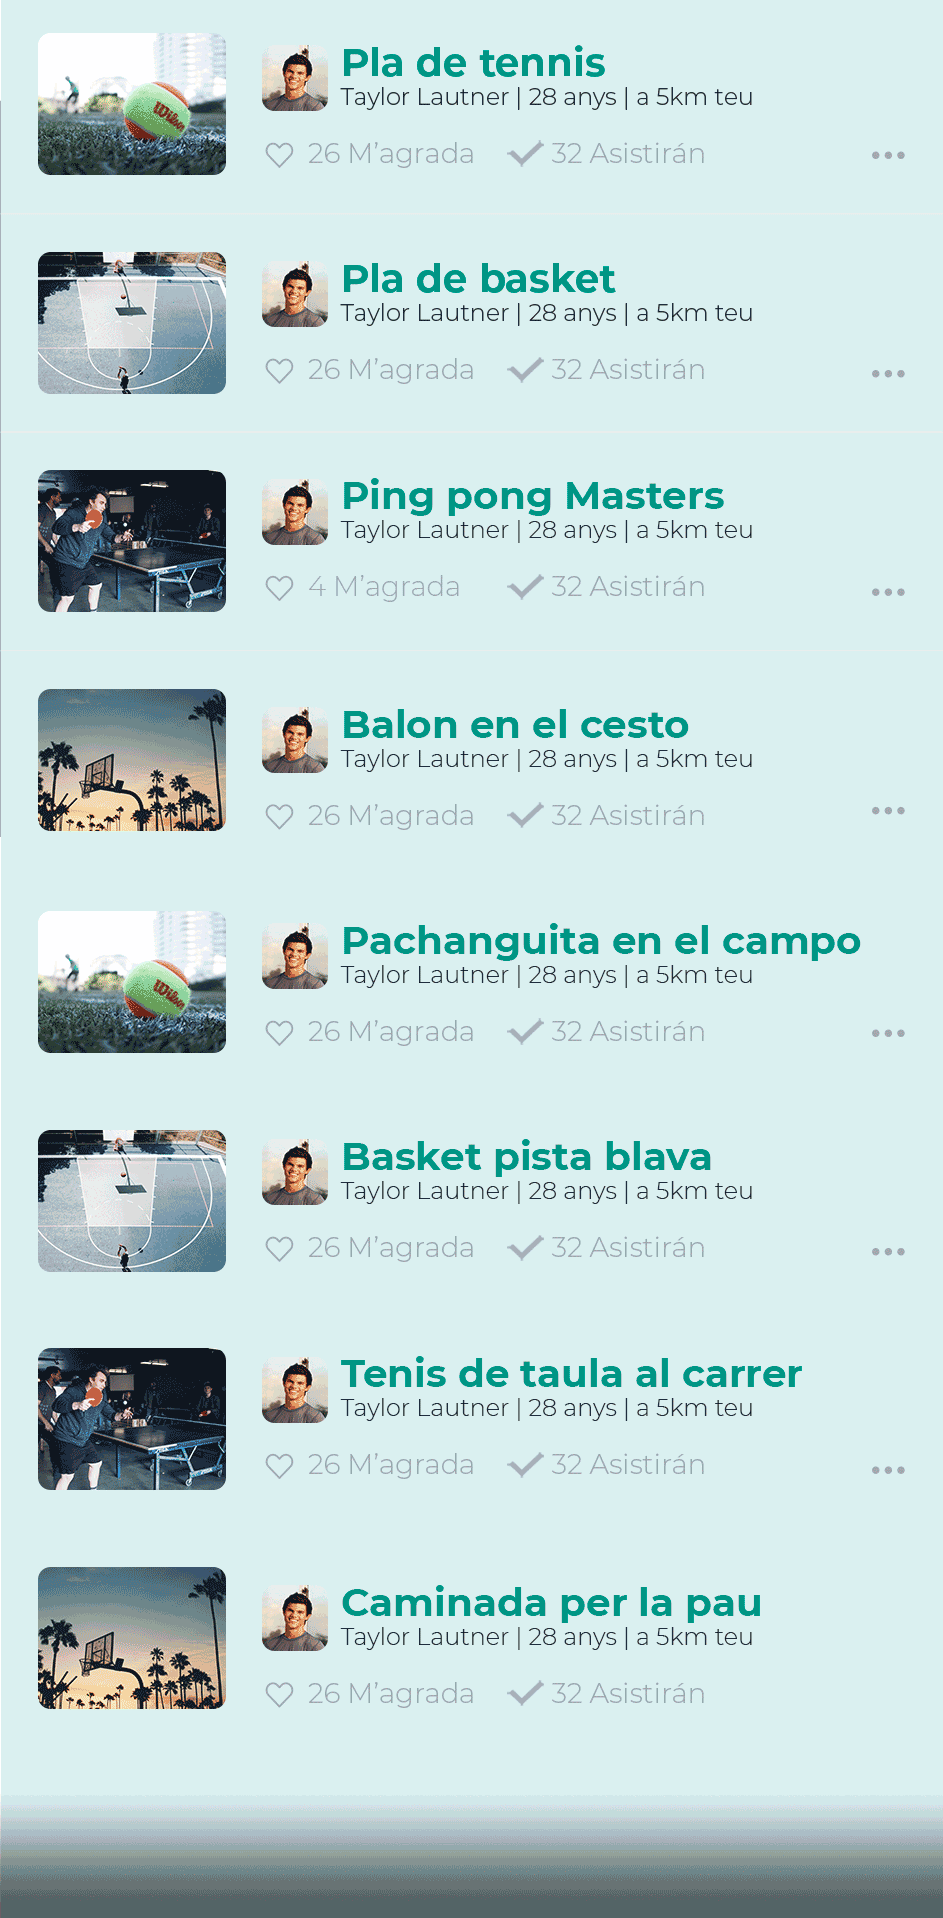 Wilson
Pla de tennis
Taylor Lautner | 28 anys | a 5km teu
26 M’agrada 32 Asistirán
Pla de basket
Taylor Lautner | 28 anys | a 5km teu
26 M’agrada 32 Asistirán
Ping pong Masters
Taylor Lautner | 28 anys | a 5km teu
4 M’agrada 32 Asistirán
Balon en el cesto
Taylor Lautner | 28 anys | a 5km teu
26 M’agrada 32 Asistirán
Wilson
Pachanguita en el campo
Taylor Lautner | 28 anys | a 5km teu
26 M’agrada 32 Asistirán
Basket pista blava
Taylor Lautner | 28 anys | a 5km teu
26 M’agrada 32 Asistirán
Tenis de taula al carrer
Taylor Lautner | 28 anys | a 5km teu
26 M’agrada 32 Asistirán
Caminada per la pau
Taylor Lautner | 28 anys | a 5km teu
26 M’agrada 32 Asistirán